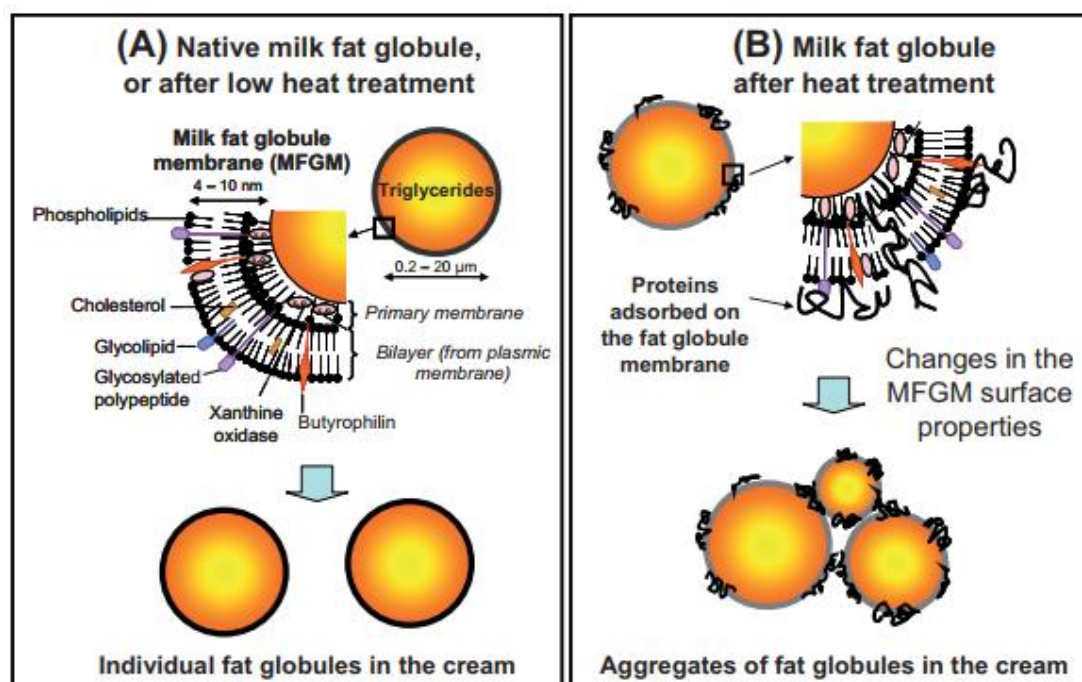 (A) Native milk fat globule,
or after low heat treatment
Milk fat globule
membrane (MFGM)
4 – 10 nm
Triglycerides
Phospholipids
0.2 – 20 µm
Cholesterol
Primary membrane
Glycolipid
Bilayer (from plasmic
membrane)
Glycosylated
polypeptide
Xanthine
oxidase
Butyrophilin
Individual fat globules in the cream
(B) Milk fat globule
after heat treatment
Proteins
adsorbed on
the fat globule
membrane
Changes in the
MFGM surface
properties
Aggregates of fat globules in the cream